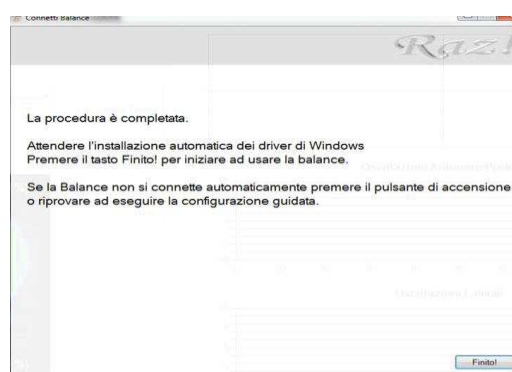 Connetti Balance
Raz!
La procedura è completata.
Attendere l'installazione automatica dei driver di Windows
Premere il tasto Finito! per iniziare ad usare la balance.
Se la Balance non si connette automaticamente premere il pulsante di accensione
o riprovare ad eseguire la configurazione guidata.
Finito!